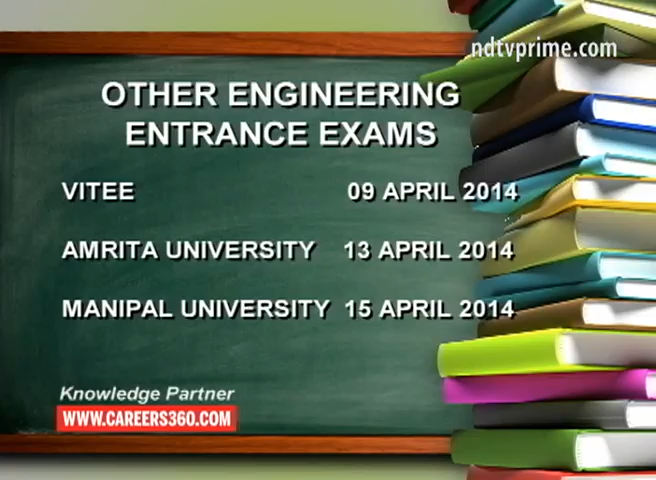 ndtvprime.com
OTHER ENGINEERING
ENTRANCE EXAMS
VITEE 09 APRIL 2014
AMRITA UNIVERSITY 13 APRIL 2014
MANIPAL UNIVERSITY 15 APRIL 2014
Knowledge Partner
WWW.CAREERS360.COM